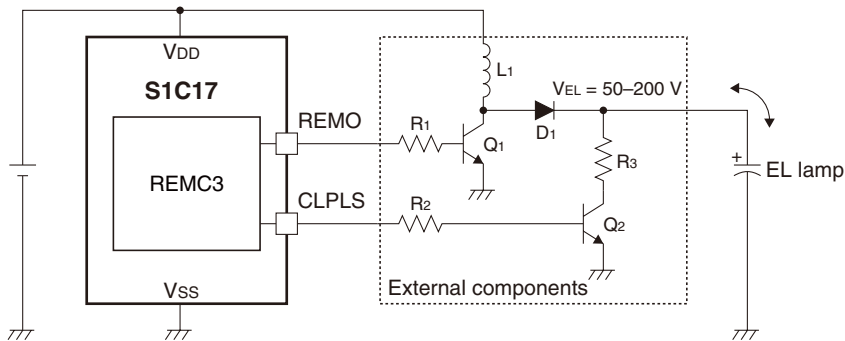 VDD
S1C17
L1
VEL = 50–200 V
REMO
R1
Q1
D1
R3
+
EL lamp
REMC3
CLPLS
R2
Q2
VSS
External components